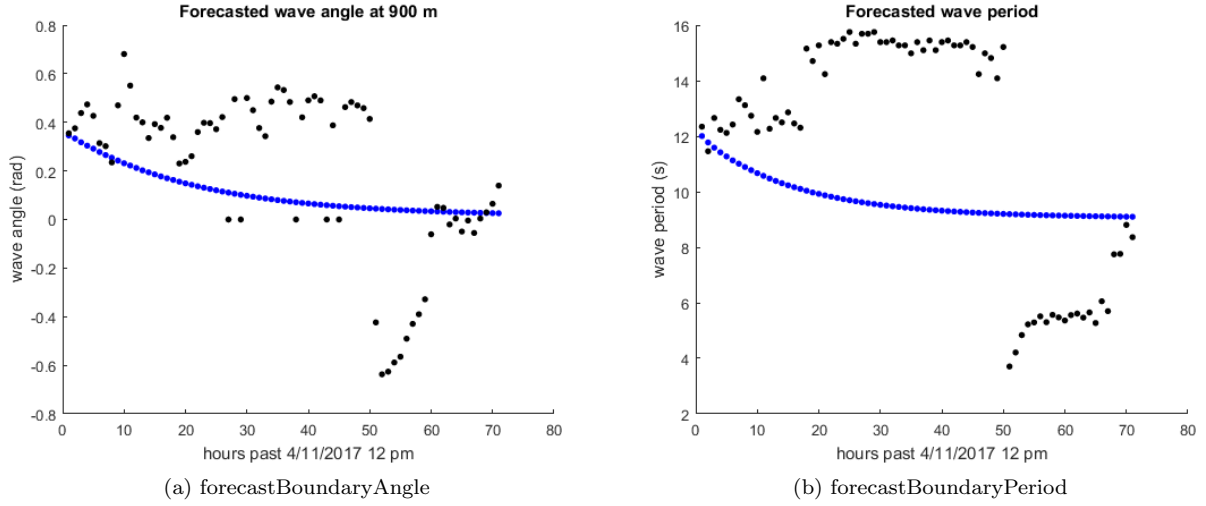 Forecasted wave angle at 900 m
0.8
0.6
0.4
0.2
0
-0.2
-0.4
-0.6
-0.8
wave angle (rad)
0 10 20 30 40 50 60 70 80
hours past 4/11/2017 12 pm
(a) forecastBoundaryAngle
Forecasted wave period
16
14
12
10
8
6
4
2
wave period (s)
0 10 20 30 40 50 60 70 80
hours past 4/11/2017 12 pm
(b) forecastBoundaryPeriod